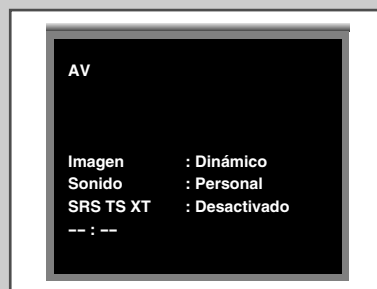 AV
Imagen : Dinámico
Sonido : Personal
SRS TS XT : Desactivado
-- : --